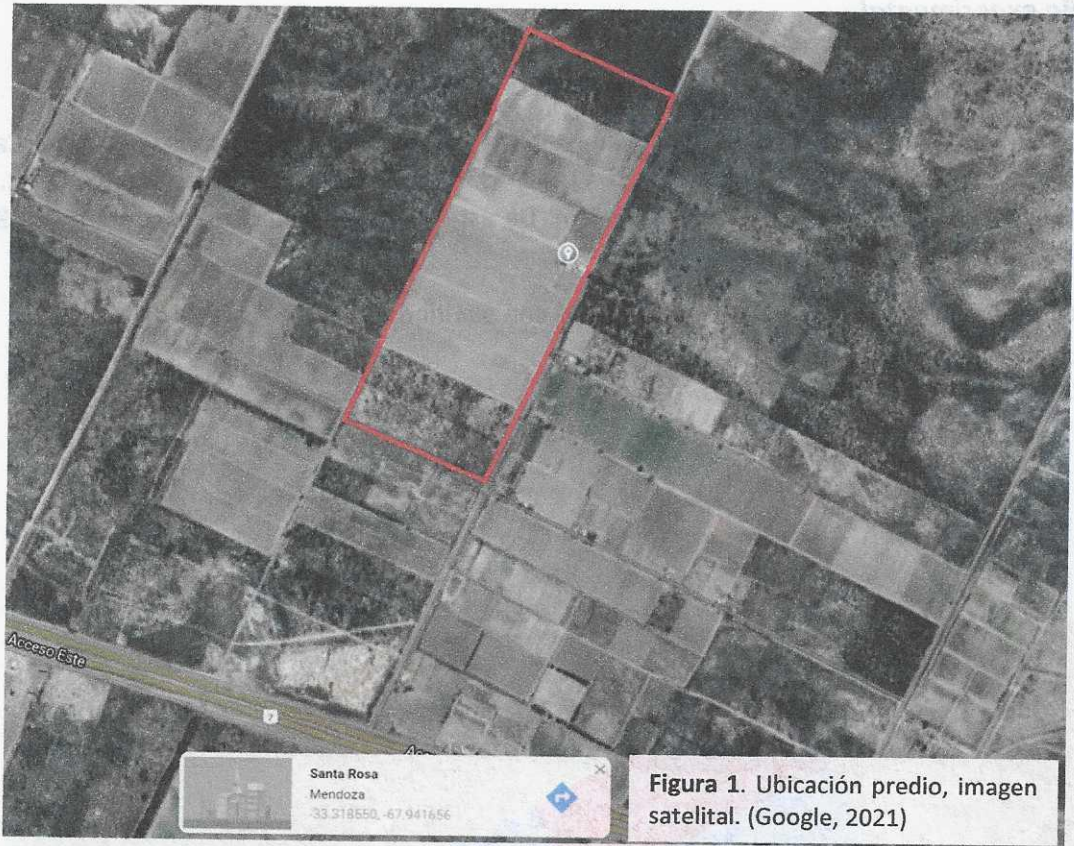 Acceso Este
7
Santa Rosa
Mendoza
-33.318550, -67.941656
Figura 1. Ubicación predio, imagen
satelital. (Google, 2021)